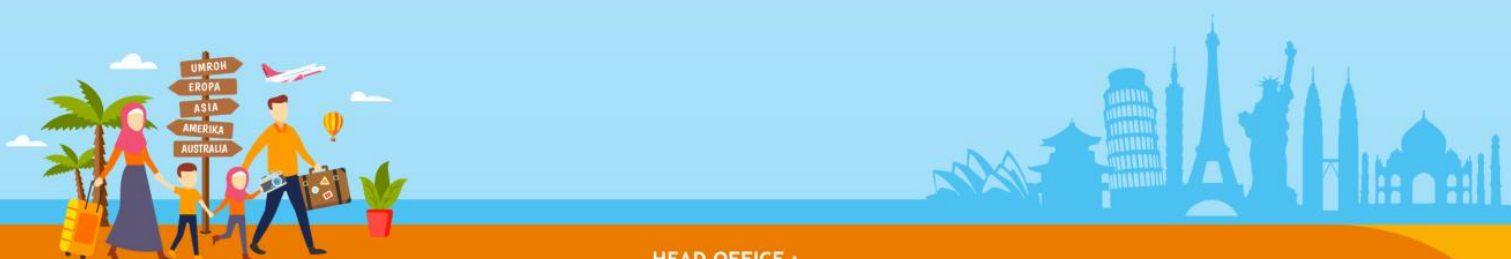 UMROH
EROPA
ASIA
AMERIKA
AUSTRALIA
HEAD OFFICE :